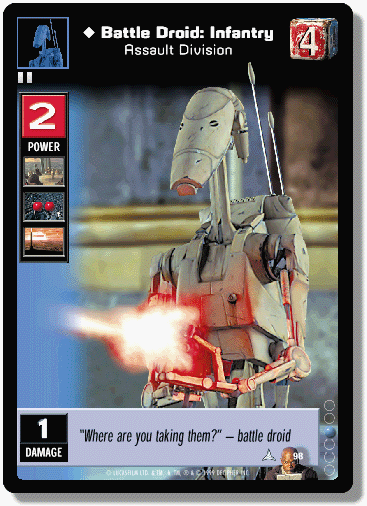 Battle Droid: Infantry
Assault Division
4
2
POWER
1
DAMAGE
"Where are you taking them?" – battle droid
98